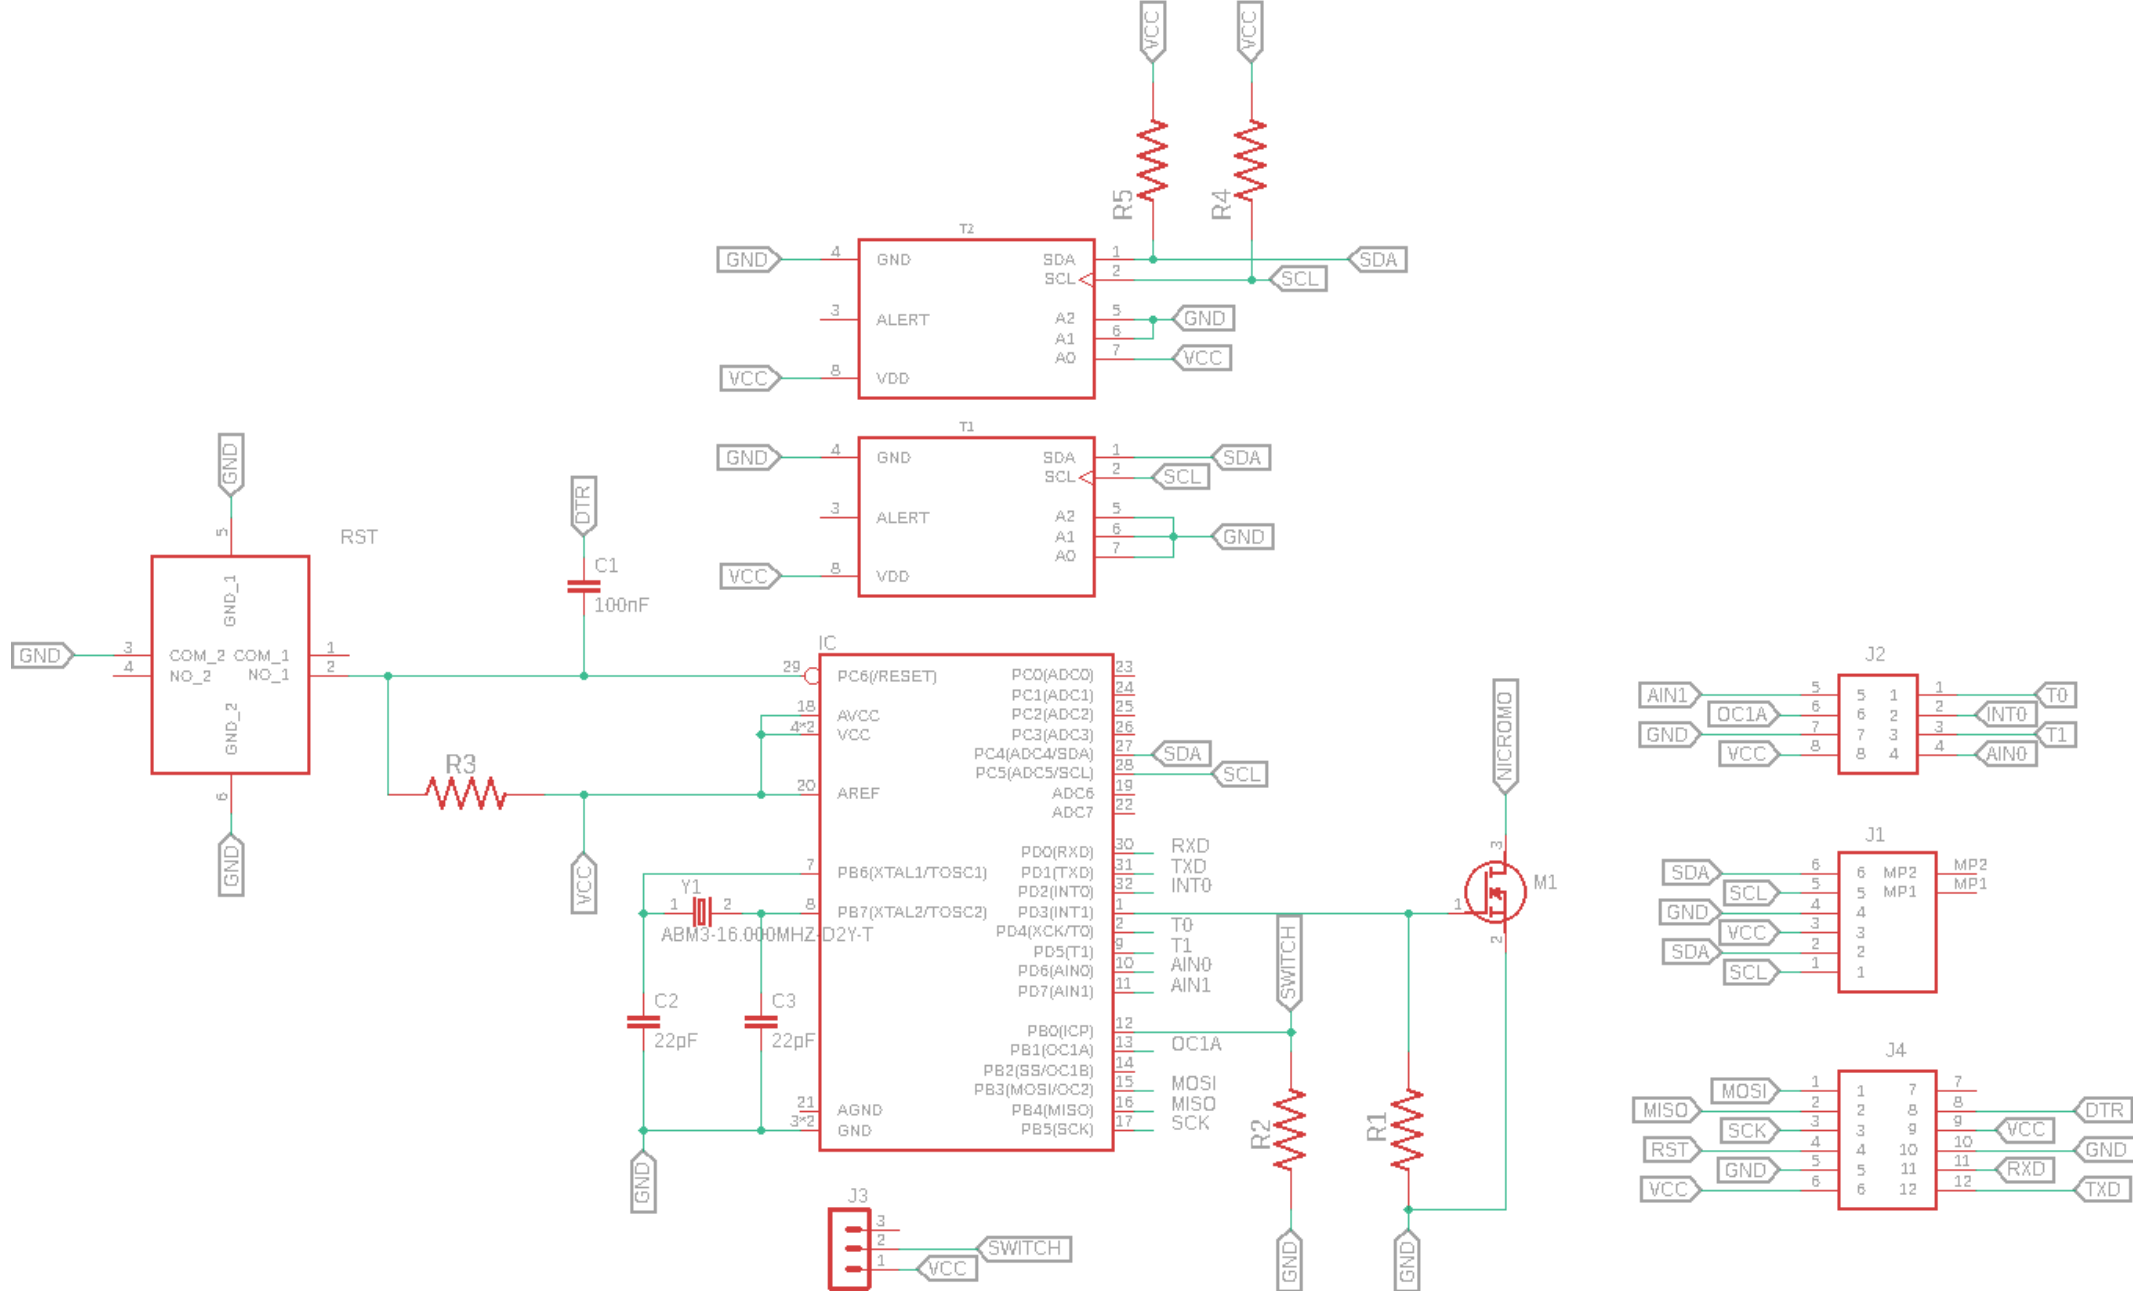 VCC
VCC
R5
R4
T2
GND
4
GND
SDA
1
SDA
SCL
2
SCL
3
ALERT
A2
5
GND
A1
6
A0
7
VCC
VCC
8
VDD
T1
GND
4
GND
SDA
1
SDA
SCL
2
SCL
3
ALERT
A2
5
A1
6
GND
A0
7
VCC
8
VDD
GND
5
RST
GND_1
GND
3
COM_2
COM_1
1
4
NO_2
NO_1
2
GND_2
6
GND
DTR
C1
100nF
R3
VCC
IC
29
PC6(/RESET)
18
AVCC
4*2
VCC
20
AREF
7
PB6(XTAL1/TOSC1)
8
PB7(XTAL2/TOSC2)
21
AGND
3*2
GND
PC0(ADC0)
23
PC1(ADC1)
24
PC2(ADC2)
25
PC3(ADC3)
26
PC4(ADC4/SDA)
27
SDA
PC5(ADC5/SCL)
28
SCL
ADC6
19
ADC7
22
PD0(RXD)
30
RXD
PD1(TXD)
31
TXD
PD2(INT0)
32
INT0
PD3(INT1)
1
PD4(XCK/T0)
2
T0
PD5(T1)
9
T1
PD6(AIN0)
10
AIN0
PD7(AIN1)
11
AIN1
PB0(ICP)
12
PB1(OC1A)
13
OC1A
PB2(SS/OC1B)
14
PB3(MOSI/OC2)
15
MOSI
PB4(MISO)
16
MISO
PB5(SCK)
17
SCK
Y1
1
2
ABM3-16.000MHZ-D2Y-T
C2
22pF
C3
22pF
GND
SWITCH
R2
GND
R1
GND
NICROMO
3
M1
1
2
J3
3
2
SWITCH
1
VCC
J2
AIN1
5
5
1
1
T0
OC1A
6
6
2
2
INT0
GND
7
7
3
3
T1
VCC
8
8
4
4
AIN0
J1
SDA
6
6
MP2
MP2
SCL
5
5
MP1
MP1
GND
4
4
VCC
3
3
SDA
2
2
SCL
1
1
J4
MOSI
1
1
7
7
MISO
2
2
8
8
DTR
SCK
3
3
9
9
VCC
RST
4
4
10
10
GND
GND
5
5
11
11
RXD
VCC
6
6
12
12
TXD